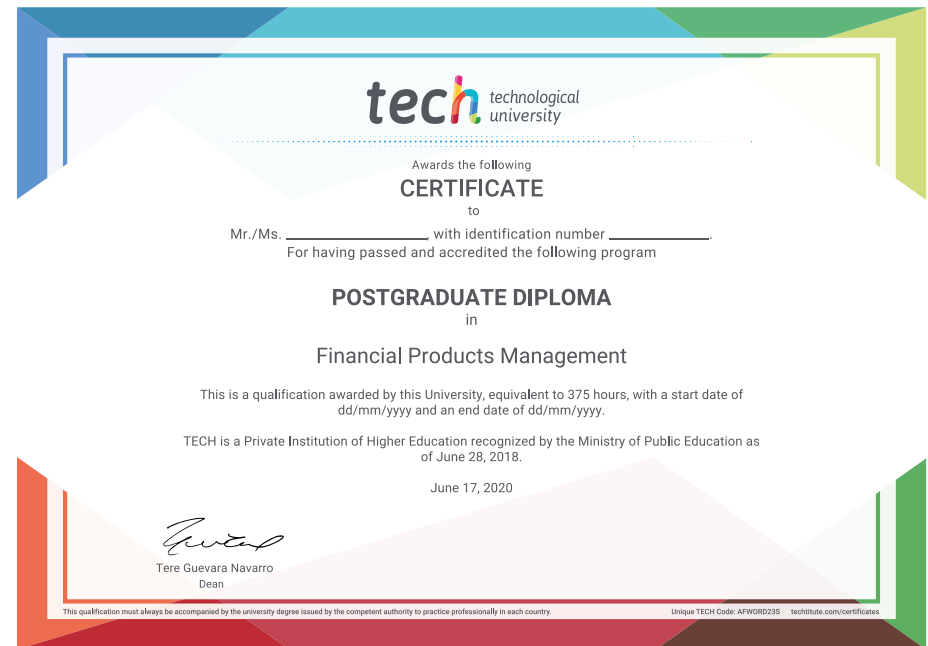 tech technological
university
Awards the following
CERTIFICATE
to
Mr./Ms. ____________________, with identification number ______________.
For having passed and accredited the following program
POSTGRADUATE DIPLOMA
in
Financial Products Management
This is a qualification awarded by this University, equivalent to 375 hours, with a start date of
dd/mm/yyyy and an end date of dd/mm/yyyy.
TECH is a Private Institution of Higher Education recognized by the Ministry of Public Education as
of June 28, 2018.
June 17, 2020
Tere Guevara Navarro
Dean
This qualification must always be accompanied by the university degree issued by the competent authority to practice professionally in each country.
Unique TECH Code: AFWORD23S techtitute.com/certificates